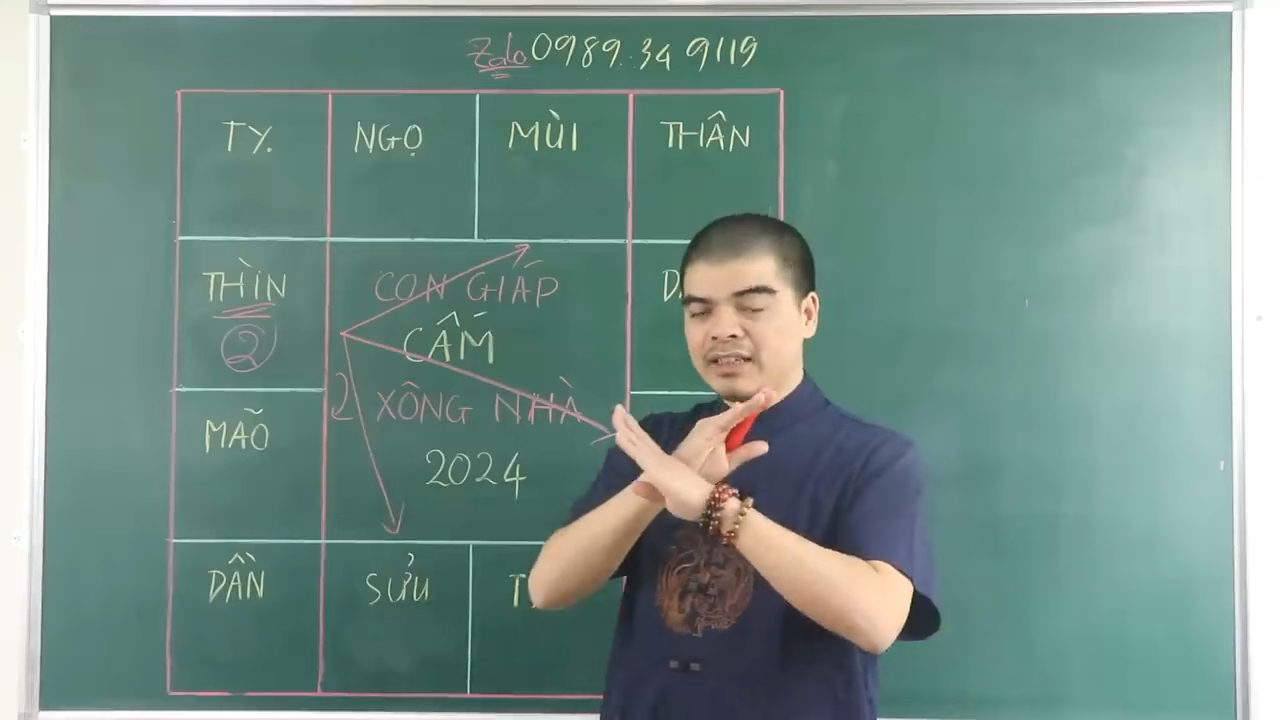 Zalo 0989.34 9119
TỴ. NGỌ MÙI THÂN
THÌN
2
CON GIÁP
CẤM
2 XÔNG NHÀ
2024
MÃO
DẦN SỬU